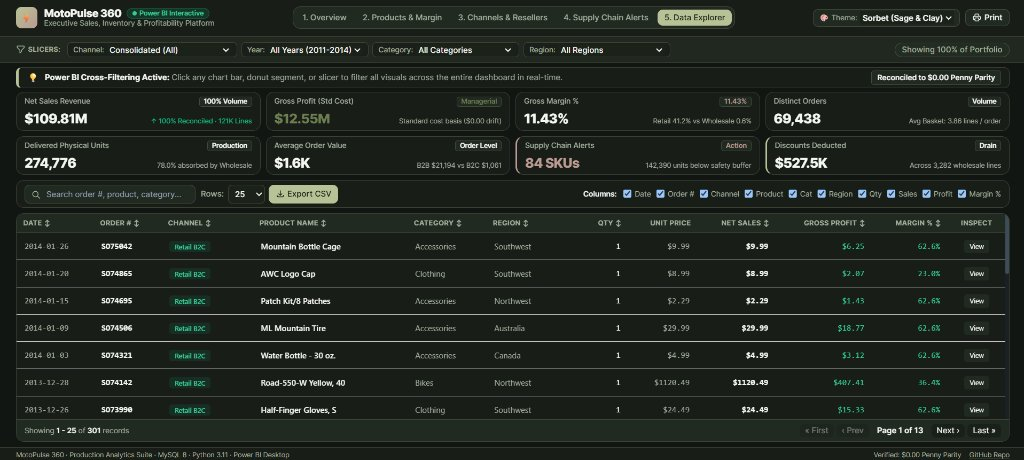 MotoPulse 360 • Power BI Interactive
Executive Sales, Inventory & Profitability Platform
1. Overview 2. Products & Margin 3. Channels & Resellers 4. Supply Chain Alerts 5. Data Explorer
Theme: Sorbet (Sage & Clay) Print
SLICERS: Channel: Consolidated (All) Year: All Years (2011-2014) Category: All Categories Region: All Regions Showing 100% of Portfolio
Power BI Cross-Filtering Active: Click any chart bar, donut segment, or slicer to filter all visuals across the entire dashboard in real-time. Reconciled to $0.00 Penny Parity
Net Sales Revenue 100% Volume
$109.81M ↑ 100% Reconciled · 121K Lines
Gross Profit (Std Cost) Managerial
$12.55M Standard cost basis ($0.00 drift)
Gross Margin % 11.43%
11.43% Retail 41.2% vs Wholesale 0.6%
Distinct Orders Volume
69,438 Avg Basket: 3.86 lines / order
Delivered Physical Units Production
274,776 78.0% absorbed by Wholesale
Average Order Value Order Level
$1.6K B2B $21,194 vs B2C $1,061
Supply Chain Alerts Action
84 SKUs 142,390 units below safety buffer
Discounts Deducted Drain
$527.5K Across 3,282 wholesale lines
Search order #, product, category... Rows: 25 Export CSV Columns: Date Order # Channel Product Cat Region Qty Sales Profit Margin %
DATE ORDER # CHANNEL PRODUCT NAME CATEGORY REGION QTY UNIT PRICE NET SALES GROSS PROFIT MARGIN % INSPECT
2014-01-26 SO75042 Retail B2C Mountain Bottle Cage Accessories Southwest 1 $9.99 $9.99 $6.25 62.6% View
2014-01-20 SO74865 Retail B2C AWC Logo Cap Clothing Southwest 1 $8.99 $8.99 $2.07 23.0% View
2014-01-15 SO74695 Retail B2C Patch Kit/8 Patches Accessories Northwest 1 $2.29 $2.29 $1.43 62.6% View
2014-01-09 SO74506 Retail B2C ML Mountain Tire Accessories Australia 1 $29.99 $29.99 $18.77 62.6% View
2014-01-03 SO74321 Retail B2C Water Bottle - 30 oz. Accessories Canada 1 $4.99 $4.99 $3.12 62.6% View
2013-12-28 SO74142 Retail B2C Road-550-W Yellow, 40 Bikes Northwest 1 $1120.49 $1120.49 $407.41 36.4% View
2013-12-26 SO73990 Retail B2C Half-Finger Gloves, S Clothing Southwest 1 $24.49 $24.49 $15.33 62.6% View
Showing 1 - 25 of 301 records « First ‹ Prev Page 1 of 13 Next › Last »
MotoPulse 360 · Production Analytics Suite · MySQL 8 · Python 3.11 · Power BI Desktop Verified: $0.00 Penny Parity GitHub Repo